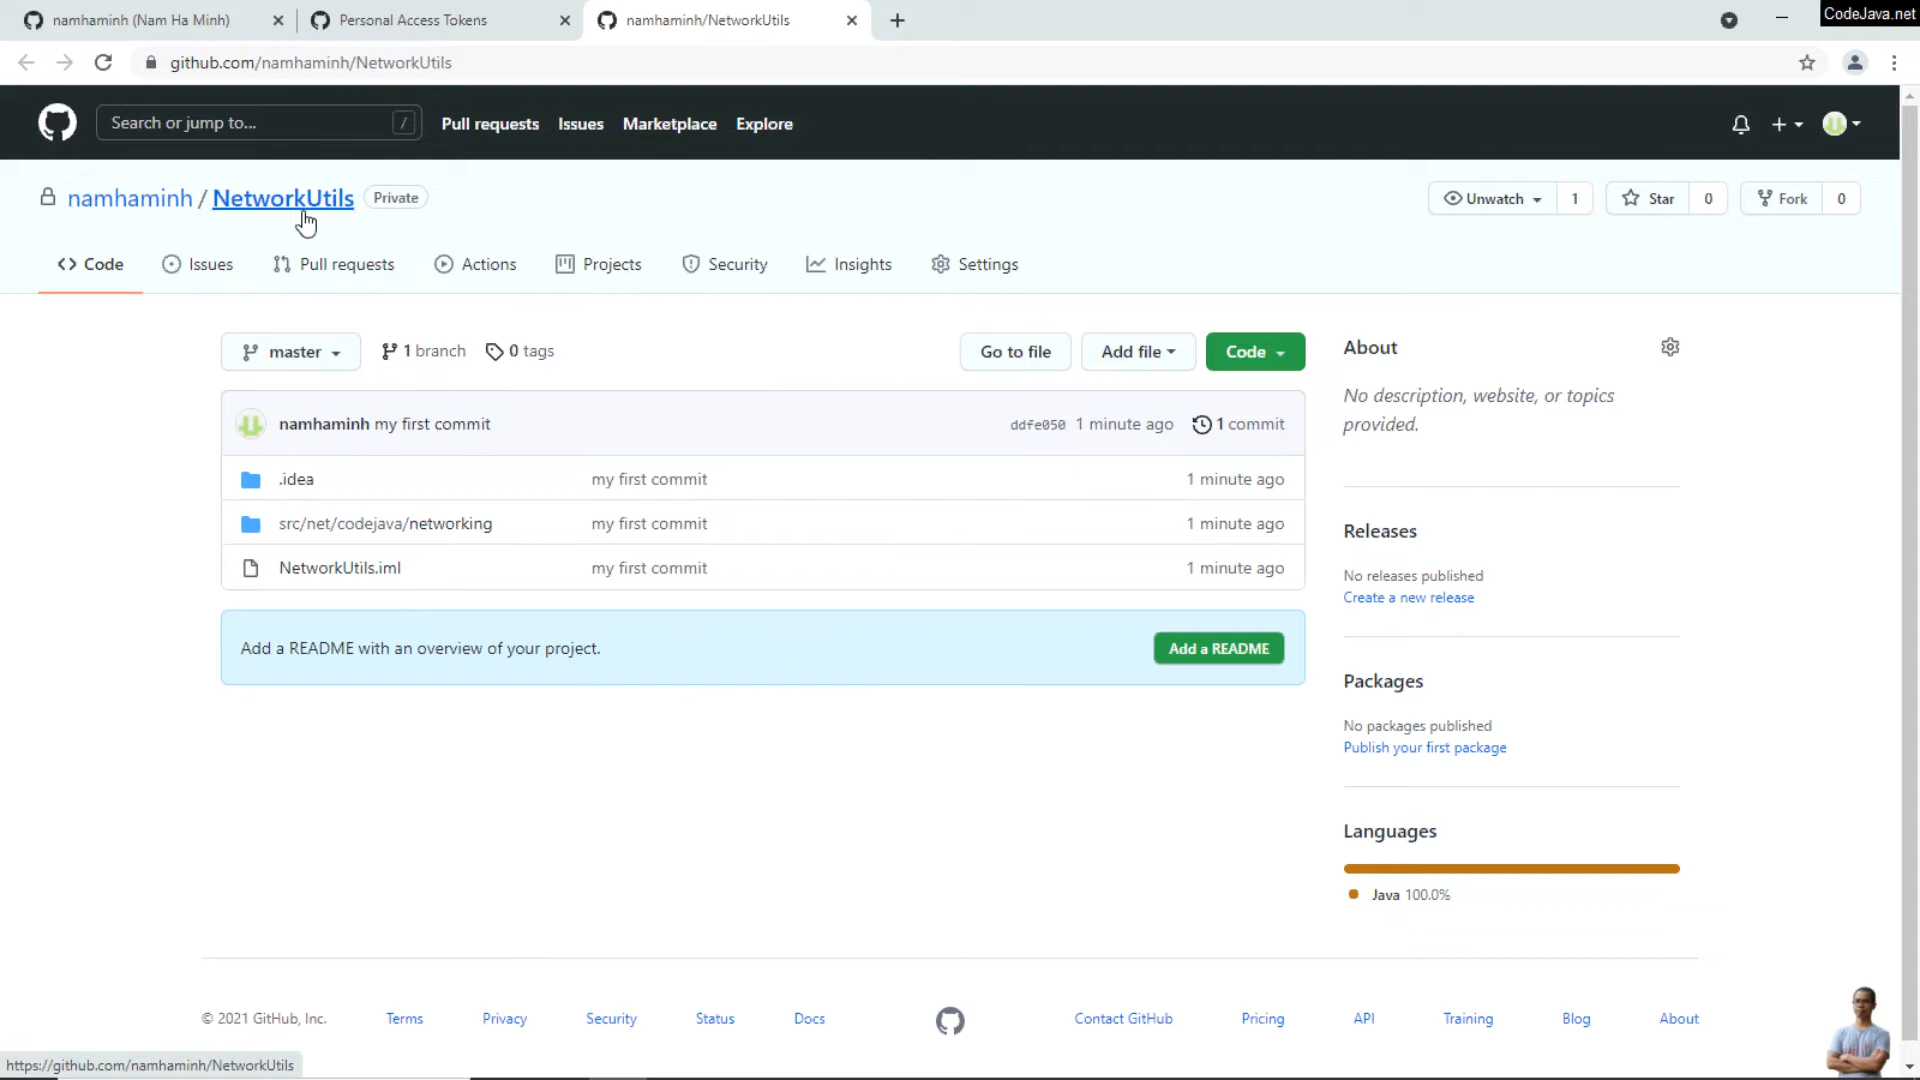 namhaminh (Nam Ha Minh) Personal Access Tokens namhaminh/NetworkUtils CodeJava.net
github.com/namhaminh/NetworkUtils
Search or jump to... / Pull requests Issues Marketplace Explore
namhaminh / NetworkUtils Private Unwatch 1 Star 0 Fork 0
Code Issues Pull requests Actions Projects Security Insights Settings
master 1 branch 0 tags Go to file Add file Code
About
No description, website, or topics
provided.
namhaminh my first commit ddfe050 1 minute ago 1 commit
.idea my first commit 1 minute ago
src/net/codejava/networking my first commit 1 minute ago
NetworkUtils.iml my first commit 1 minute ago
Add a README with an overview of your project. Add a README
Releases
No releases published
Create a new release
Packages
No packages published
Publish your first package
Languages
Java 100.0%
© 2021 GitHub, Inc. Terms Privacy Security Status Docs Contact GitHub Pricing API Training Blog About
https://github.com/namhaminh/NetworkUtils